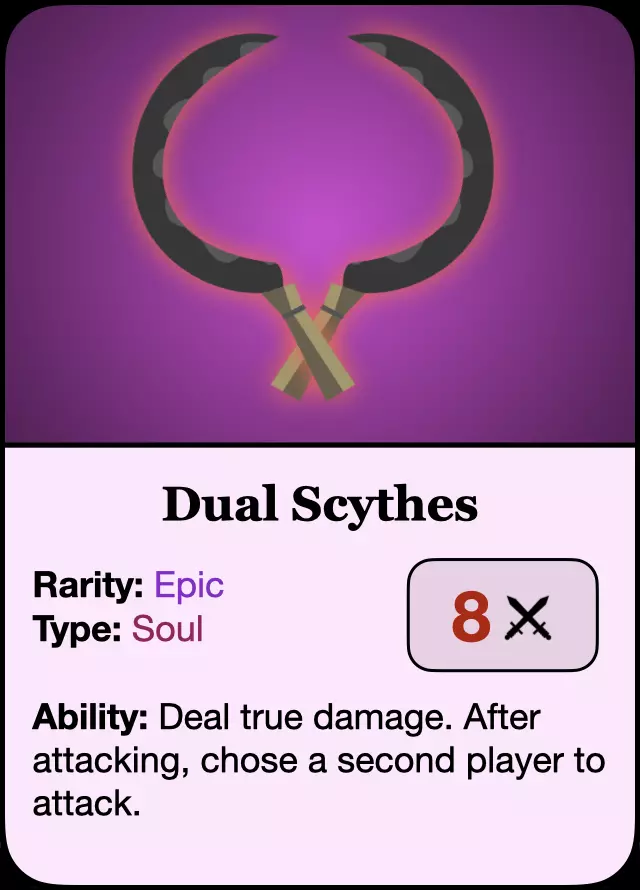 Dual Scythes
Rarity: Epic
Type: Soul
8
Ability: Deal true damage. After
attacking, chose a second player to
attack.